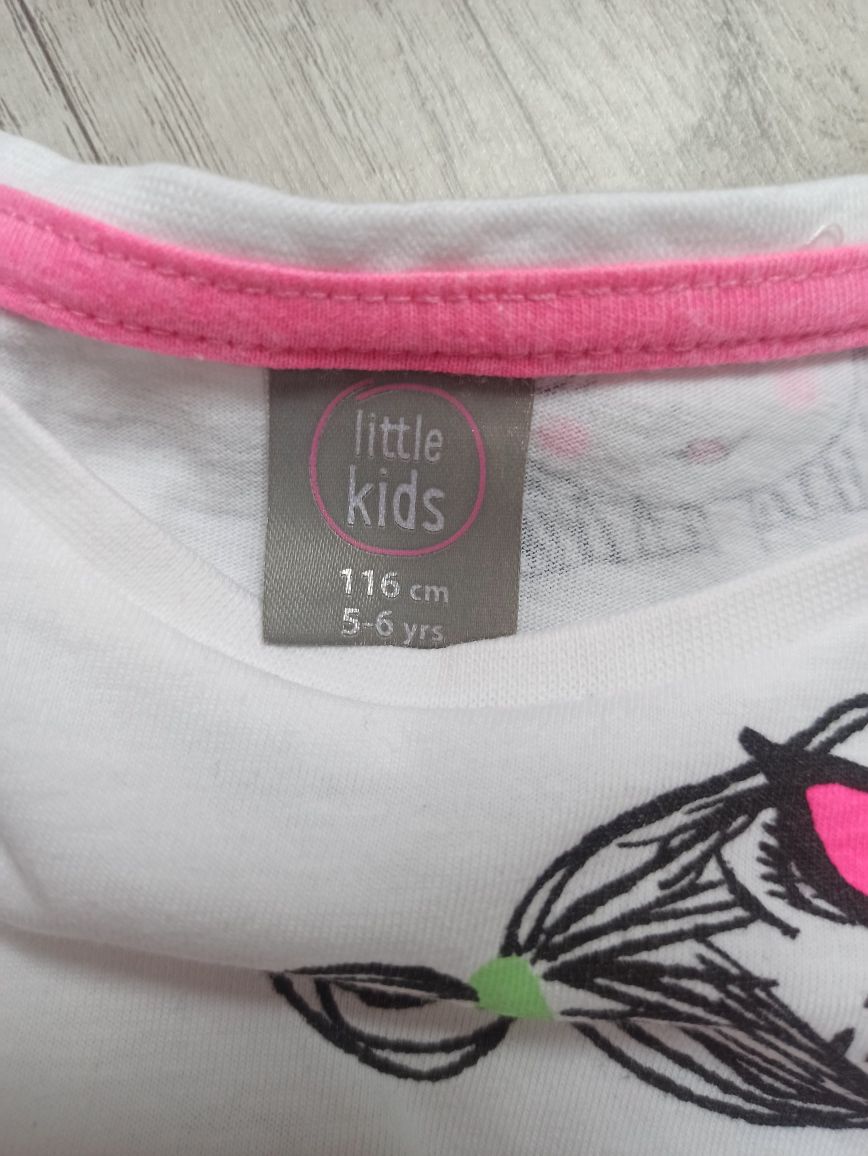 little
kids
116 cm
5-6 yrs